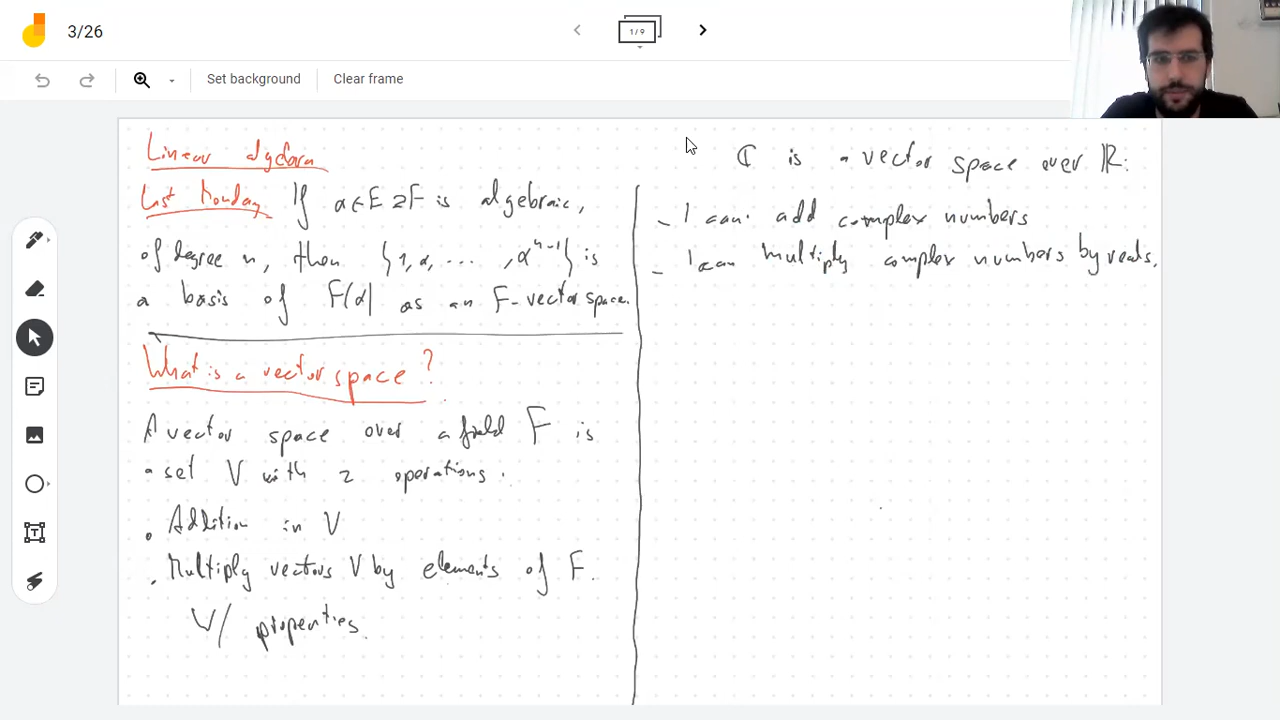 3/26
1/9
Set background
Clear frame
Linear algebra
Last Monday If α ∈ E ⊇ F is algebraic,
of degree n, then {1, α, ..., αⁿ⁻¹} is
a basis of F(α) as an F-vector space.
What is a vector space?
A vector space over a field F is
a set V with 2 operations.
• Addition in V
• Multiply vectors V by elements of F.
W/ properties.
ℂ is a vector space over ℝ:
- I can add complex numbers
- I can multiply complex numbers by reals.